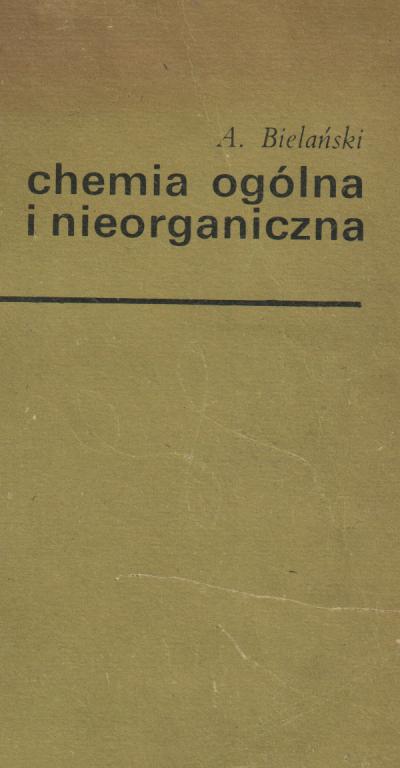 A. Bielański
chemia ogólna
i nieorganiczna